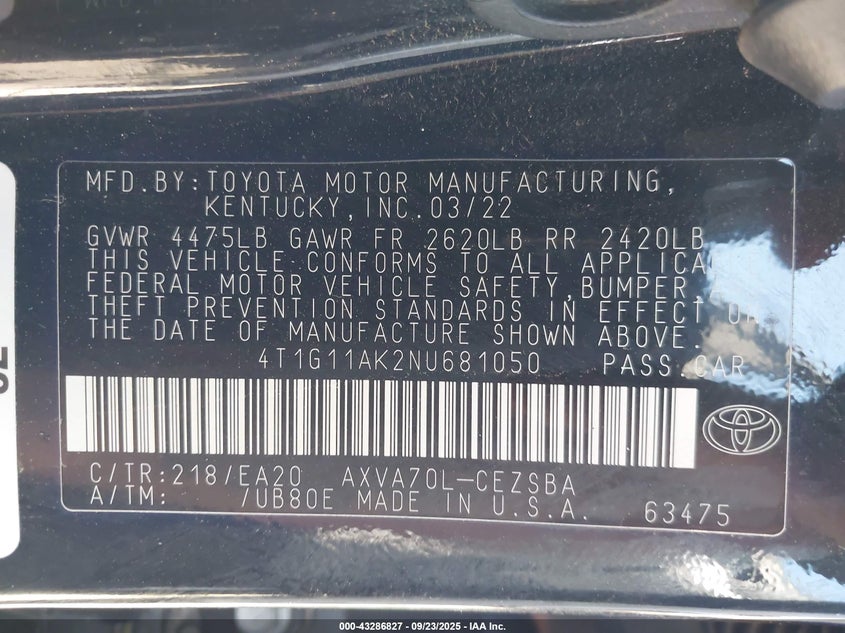 MFD.BY:TOYOTA MOTOR MANUFACTURING,
KENTUCKY,INC.03/22
GVWR 4475LB GAWR FR 2620LB RR 2420LB
THIS VEHICLE CONFORMS TO ALL
FEDERAL MOTOR VEHICLE SAFETY,BUMPER,
THEFT PREVENTION STANDARDS IN EFFECT ON
THE DATE OF MANUFACTURE SHOWN ABOVE.
4T1G11AK2NU681050 PASS.CAR
C/TR:218/EA20 AXVA70L-CEZSBA
A/TM: /UB80E MADE IN U.S.A. 63475
000-43286827 - 09/23/2025 - IAA Inc.